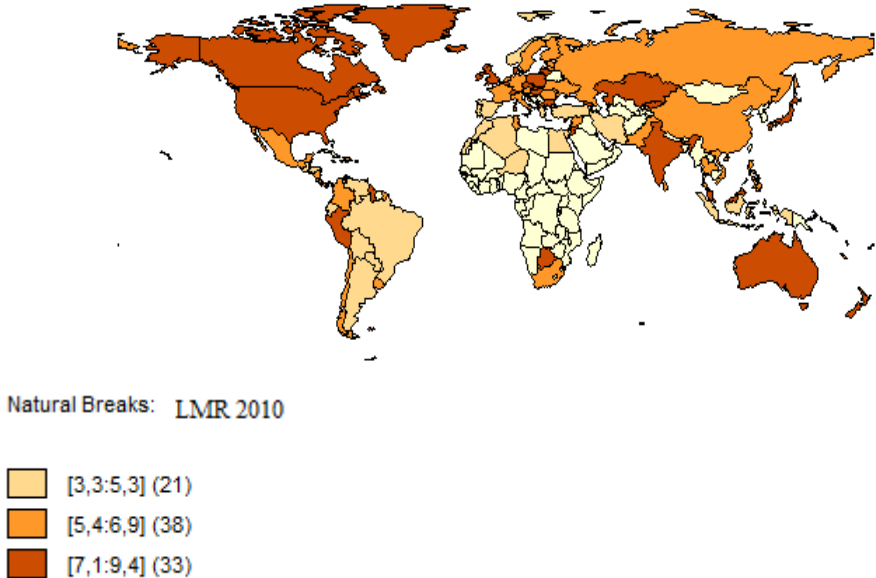 Natural Breaks: LMR 2010
[3,3:5,3] (21)
[5,4:6,9] (38)
[7,1:9,4] (33)